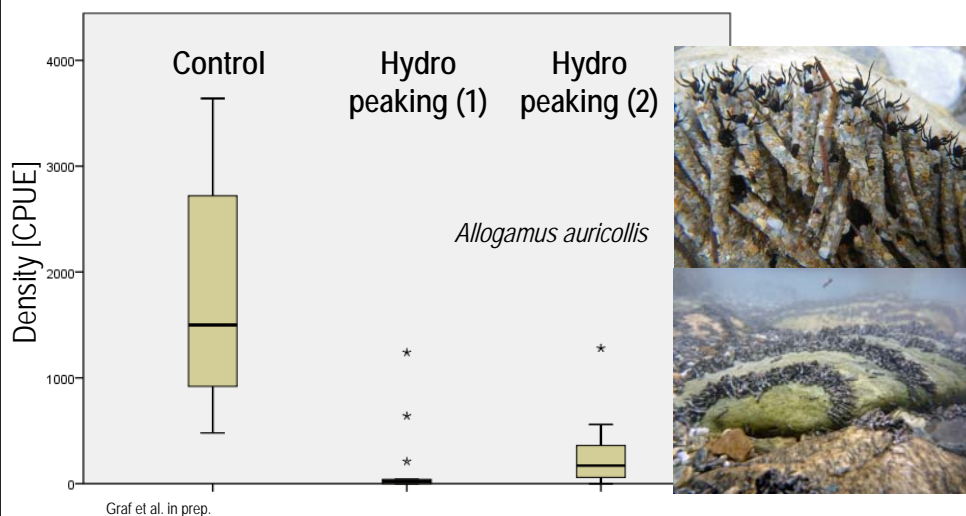 Control
Hydro
peaking (1)
Hydro
peaking (2)
Density [CPUE]
4000
3000
2000
1000
0
Allogamus auricollis
*
*
*
*
Graf et al. in prep.